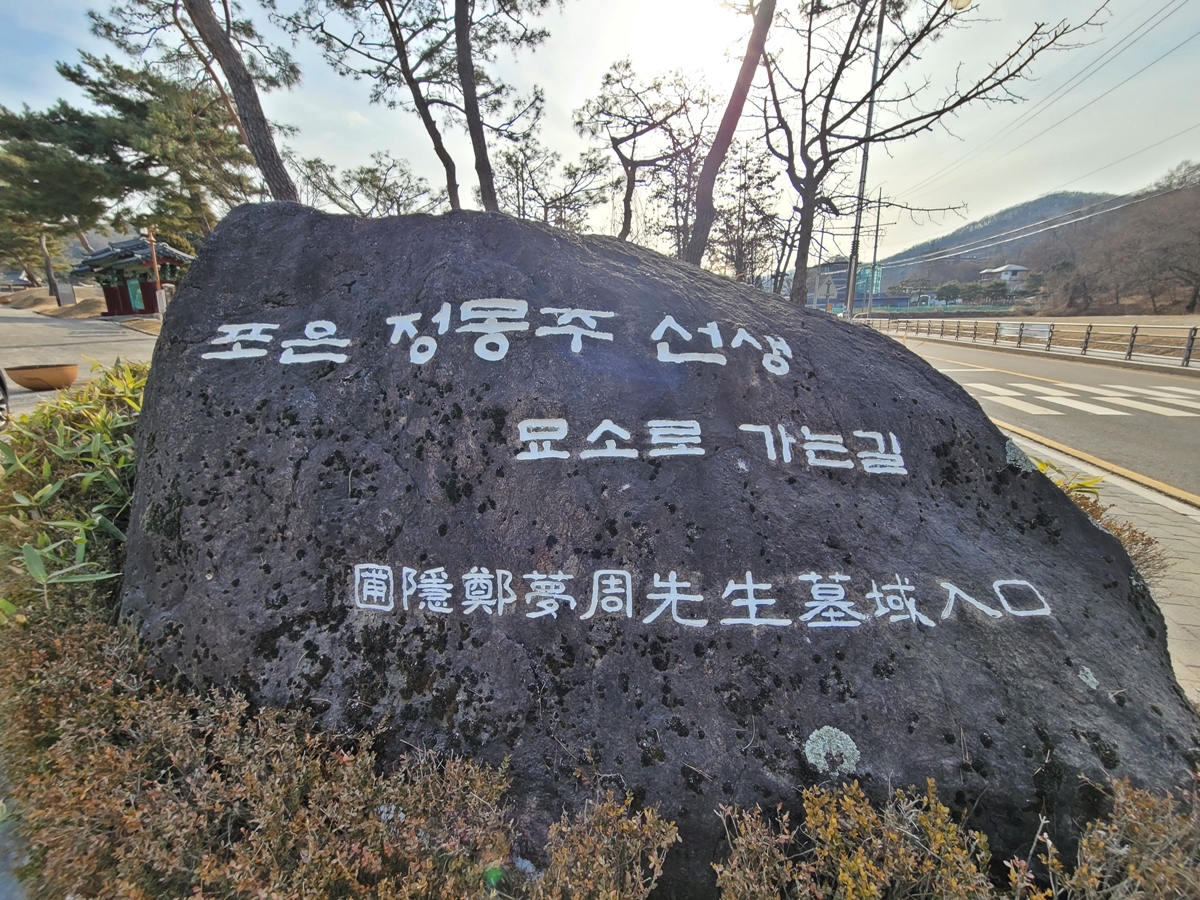 포은 정몽주 선생
묘소로 가는길
圃隱鄭夢周先生墓域入口